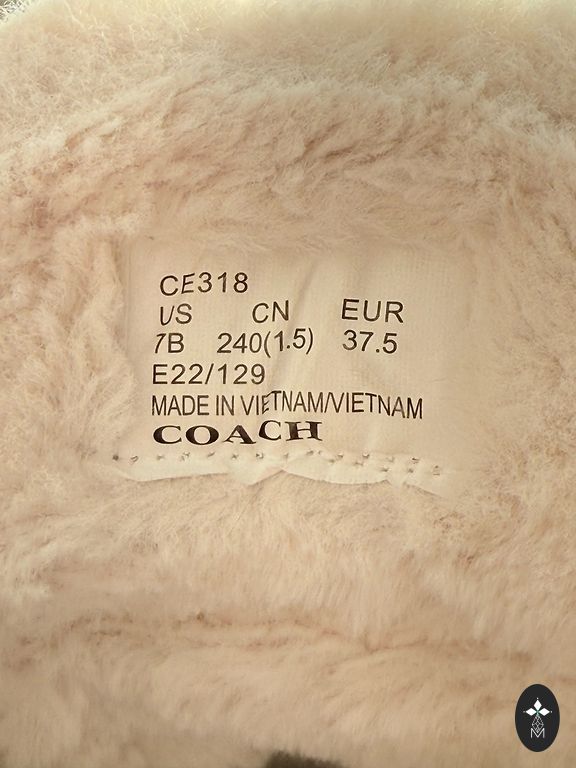 CE318
US CN EUR
7B 240(1.5) 37.5
E22/129
MADE IN VIETNAM/VIETNAM
COACH
M